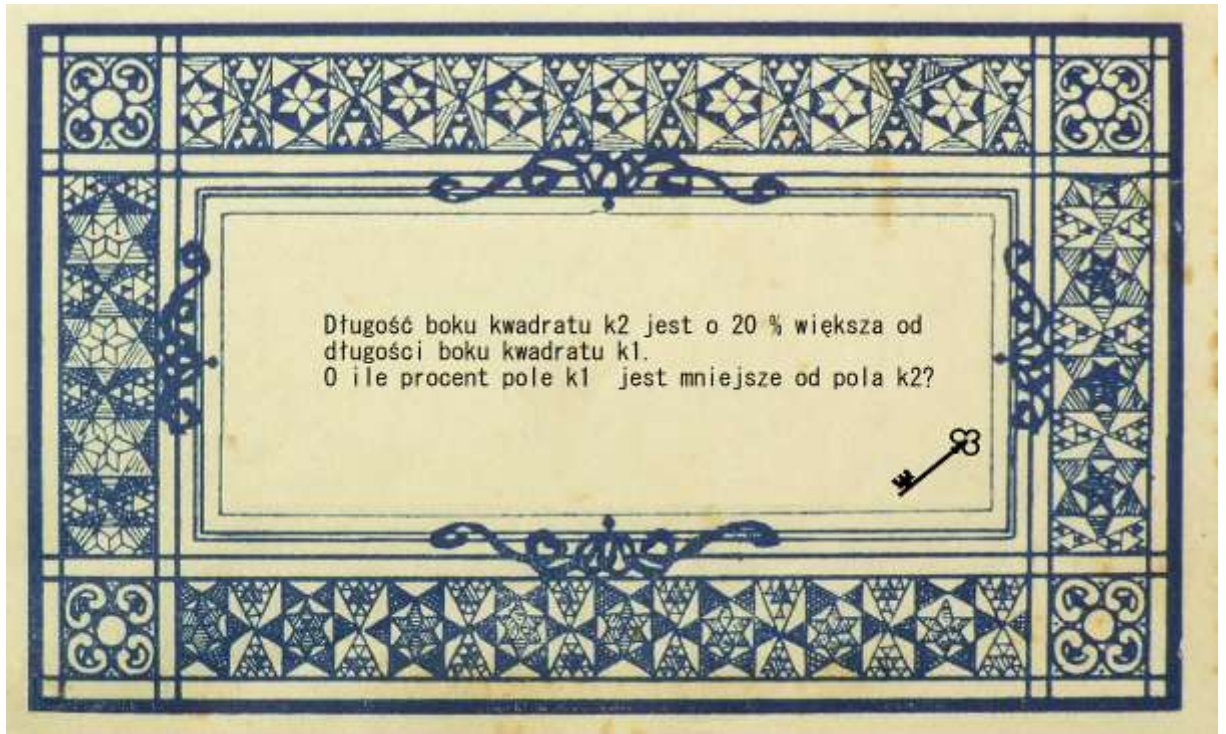 Długość boku kwadratu k2 jest o 20 % większa od
długości boku kwadratu k1.
O ile procent pole k1 jest mniejsze od pola k2?